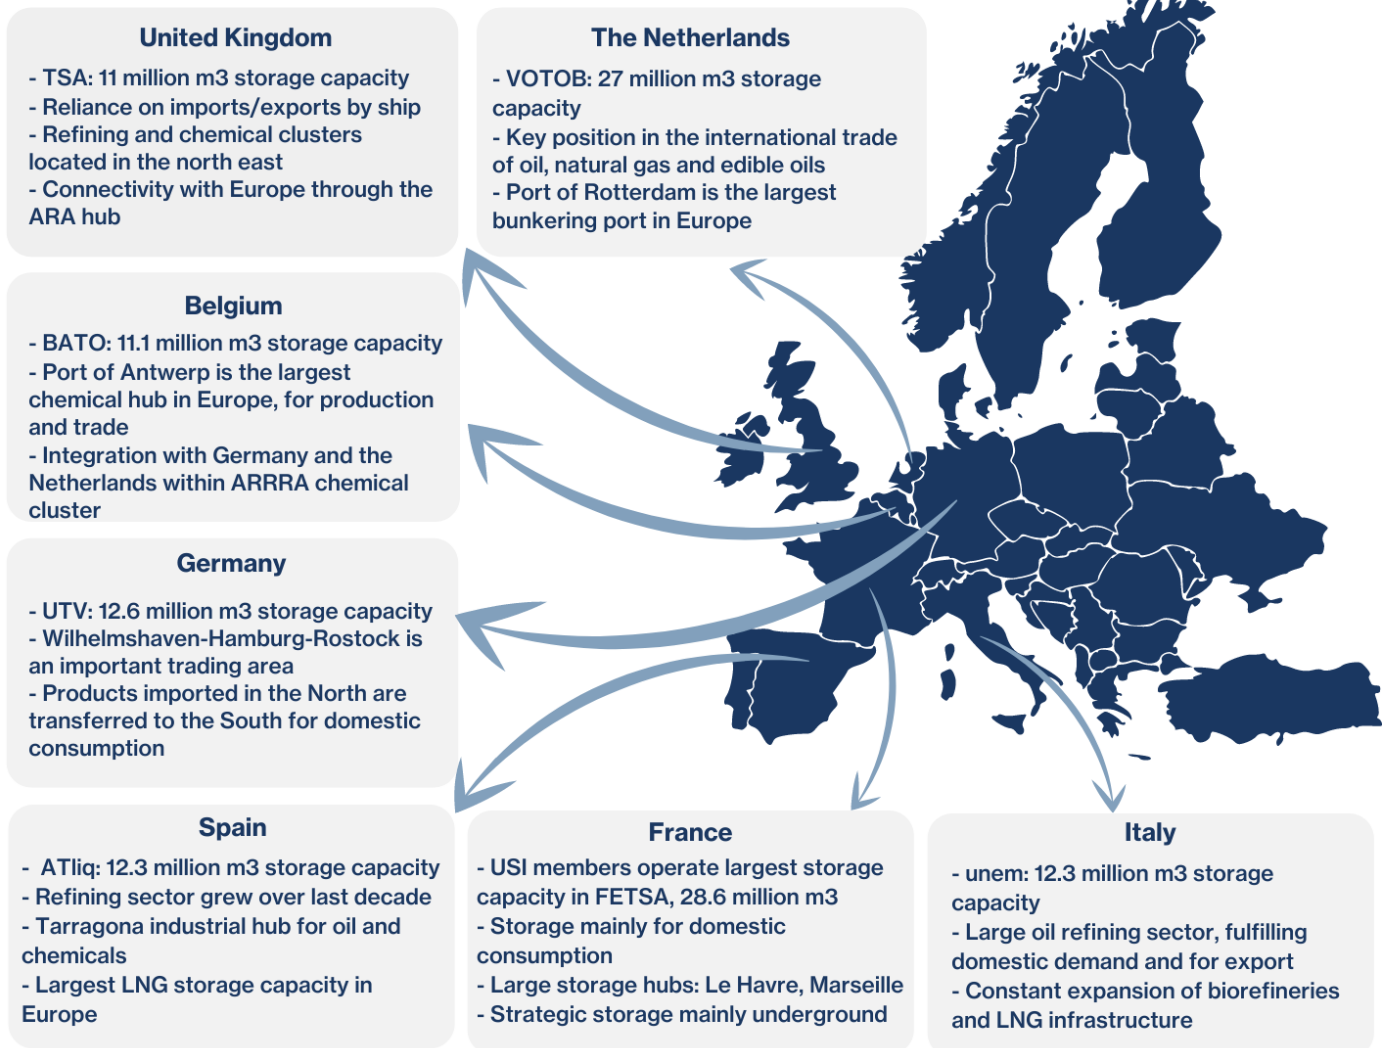 United Kingdom
- TSA: 11 million m3 storage capacity
- Reliance on imports/exports by ship
- Refining and chemical clusters
located in the north east
- Connectivity with Europe through the
ARA hub
The Netherlands
- VOTOB: 27 million m3 storage
capacity
- Key position in the international trade
of oil, natural gas and edible oils
- Port of Rotterdam is the largest
bunkering port in Europe
Belgium
- BATO: 11.1 million m3 storage capacity
- Port of Antwerp is the largest
chemical hub in Europe, for production
and trade
- Integration with Germany and the
Netherlands within ARRRA chemical
cluster
Germany
- UTV: 12.6 million m3 storage capacity
- Wilhelmshaven-Hamburg-Rostock is
an important trading area
- Products imported in the North are
transferred to the South for domestic
consumption
Spain
- ATliq: 12.3 million m3 storage capacity
- Refining sector grew over last decade
- Tarragona industrial hub for oil and
chemicals
- Largest LNG storage capacity in
Europe
France
- USI members operate largest storage
capacity in FETSA, 28.6 million m3
- Storage mainly for domestic
consumption
- Large storage hubs: Le Havre, Marseille
- Strategic storage mainly underground
Italy
- unem: 12.3 million m3 storage
capacity
- Large oil refining sector, fulfilling
domestic demand and for export
- Constant expansion of biorefineries
and LNG infrastructure